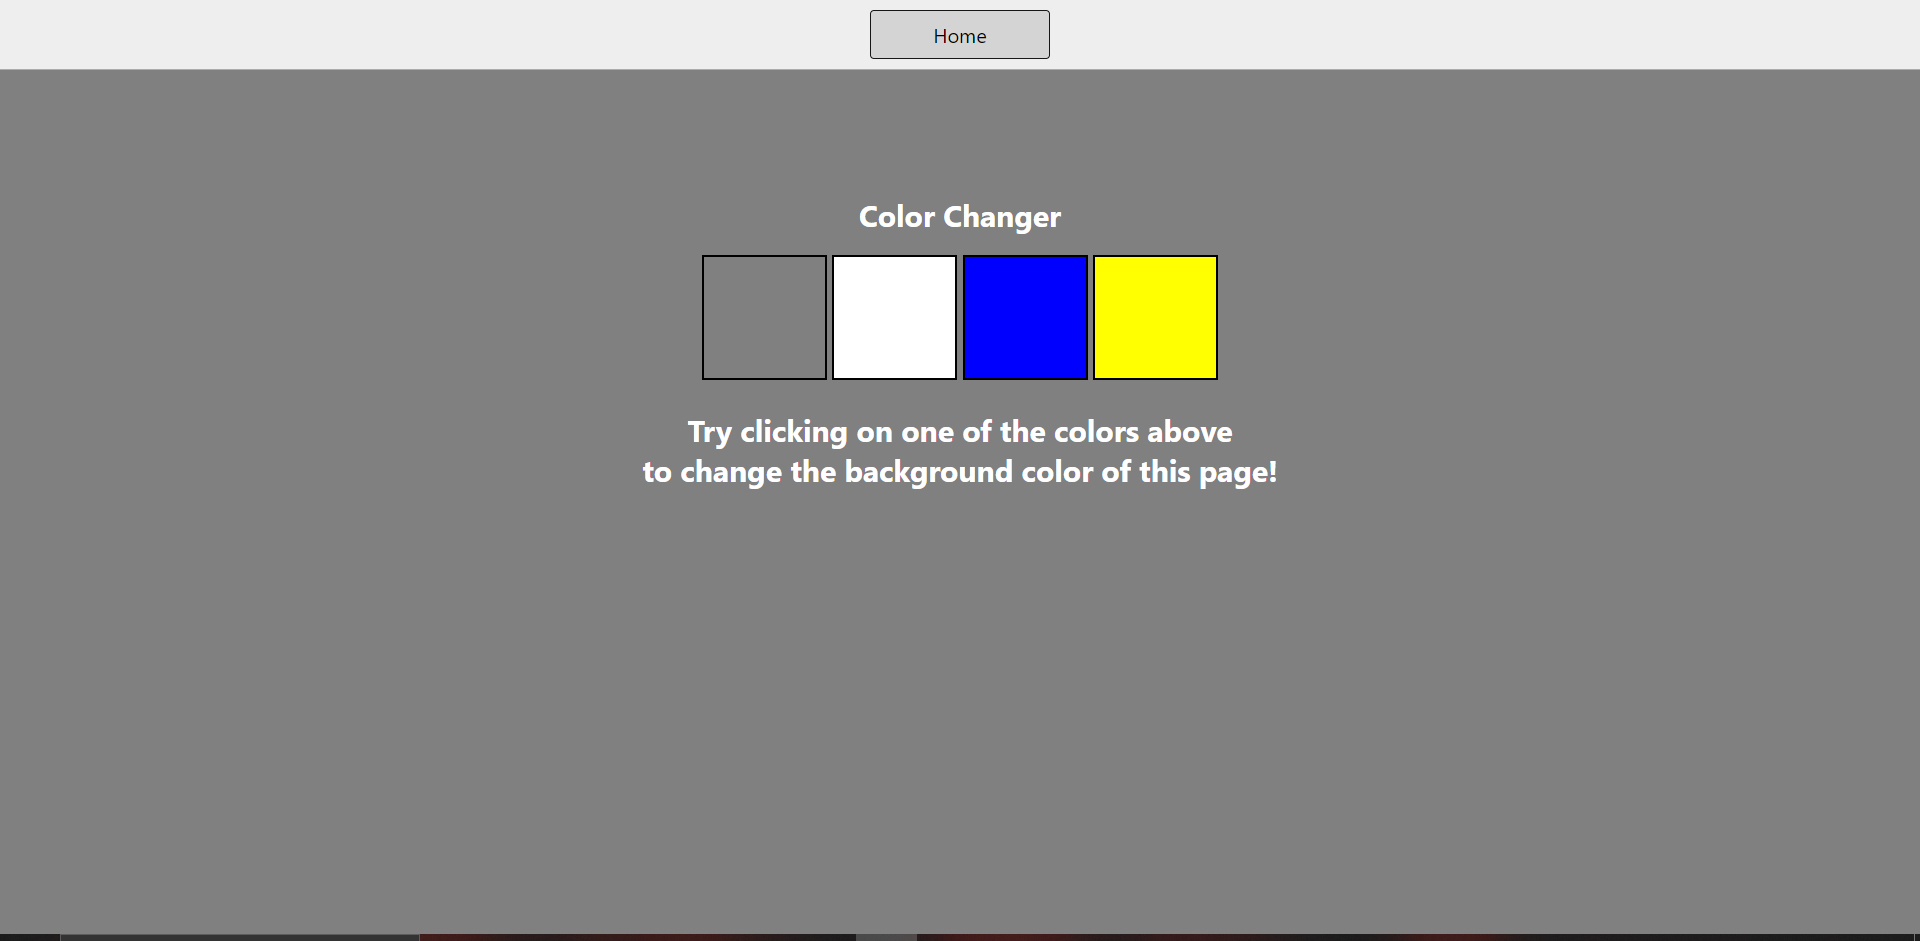 Home
Color Changer
Try clicking on one of the colors above
to change the background color of this page!